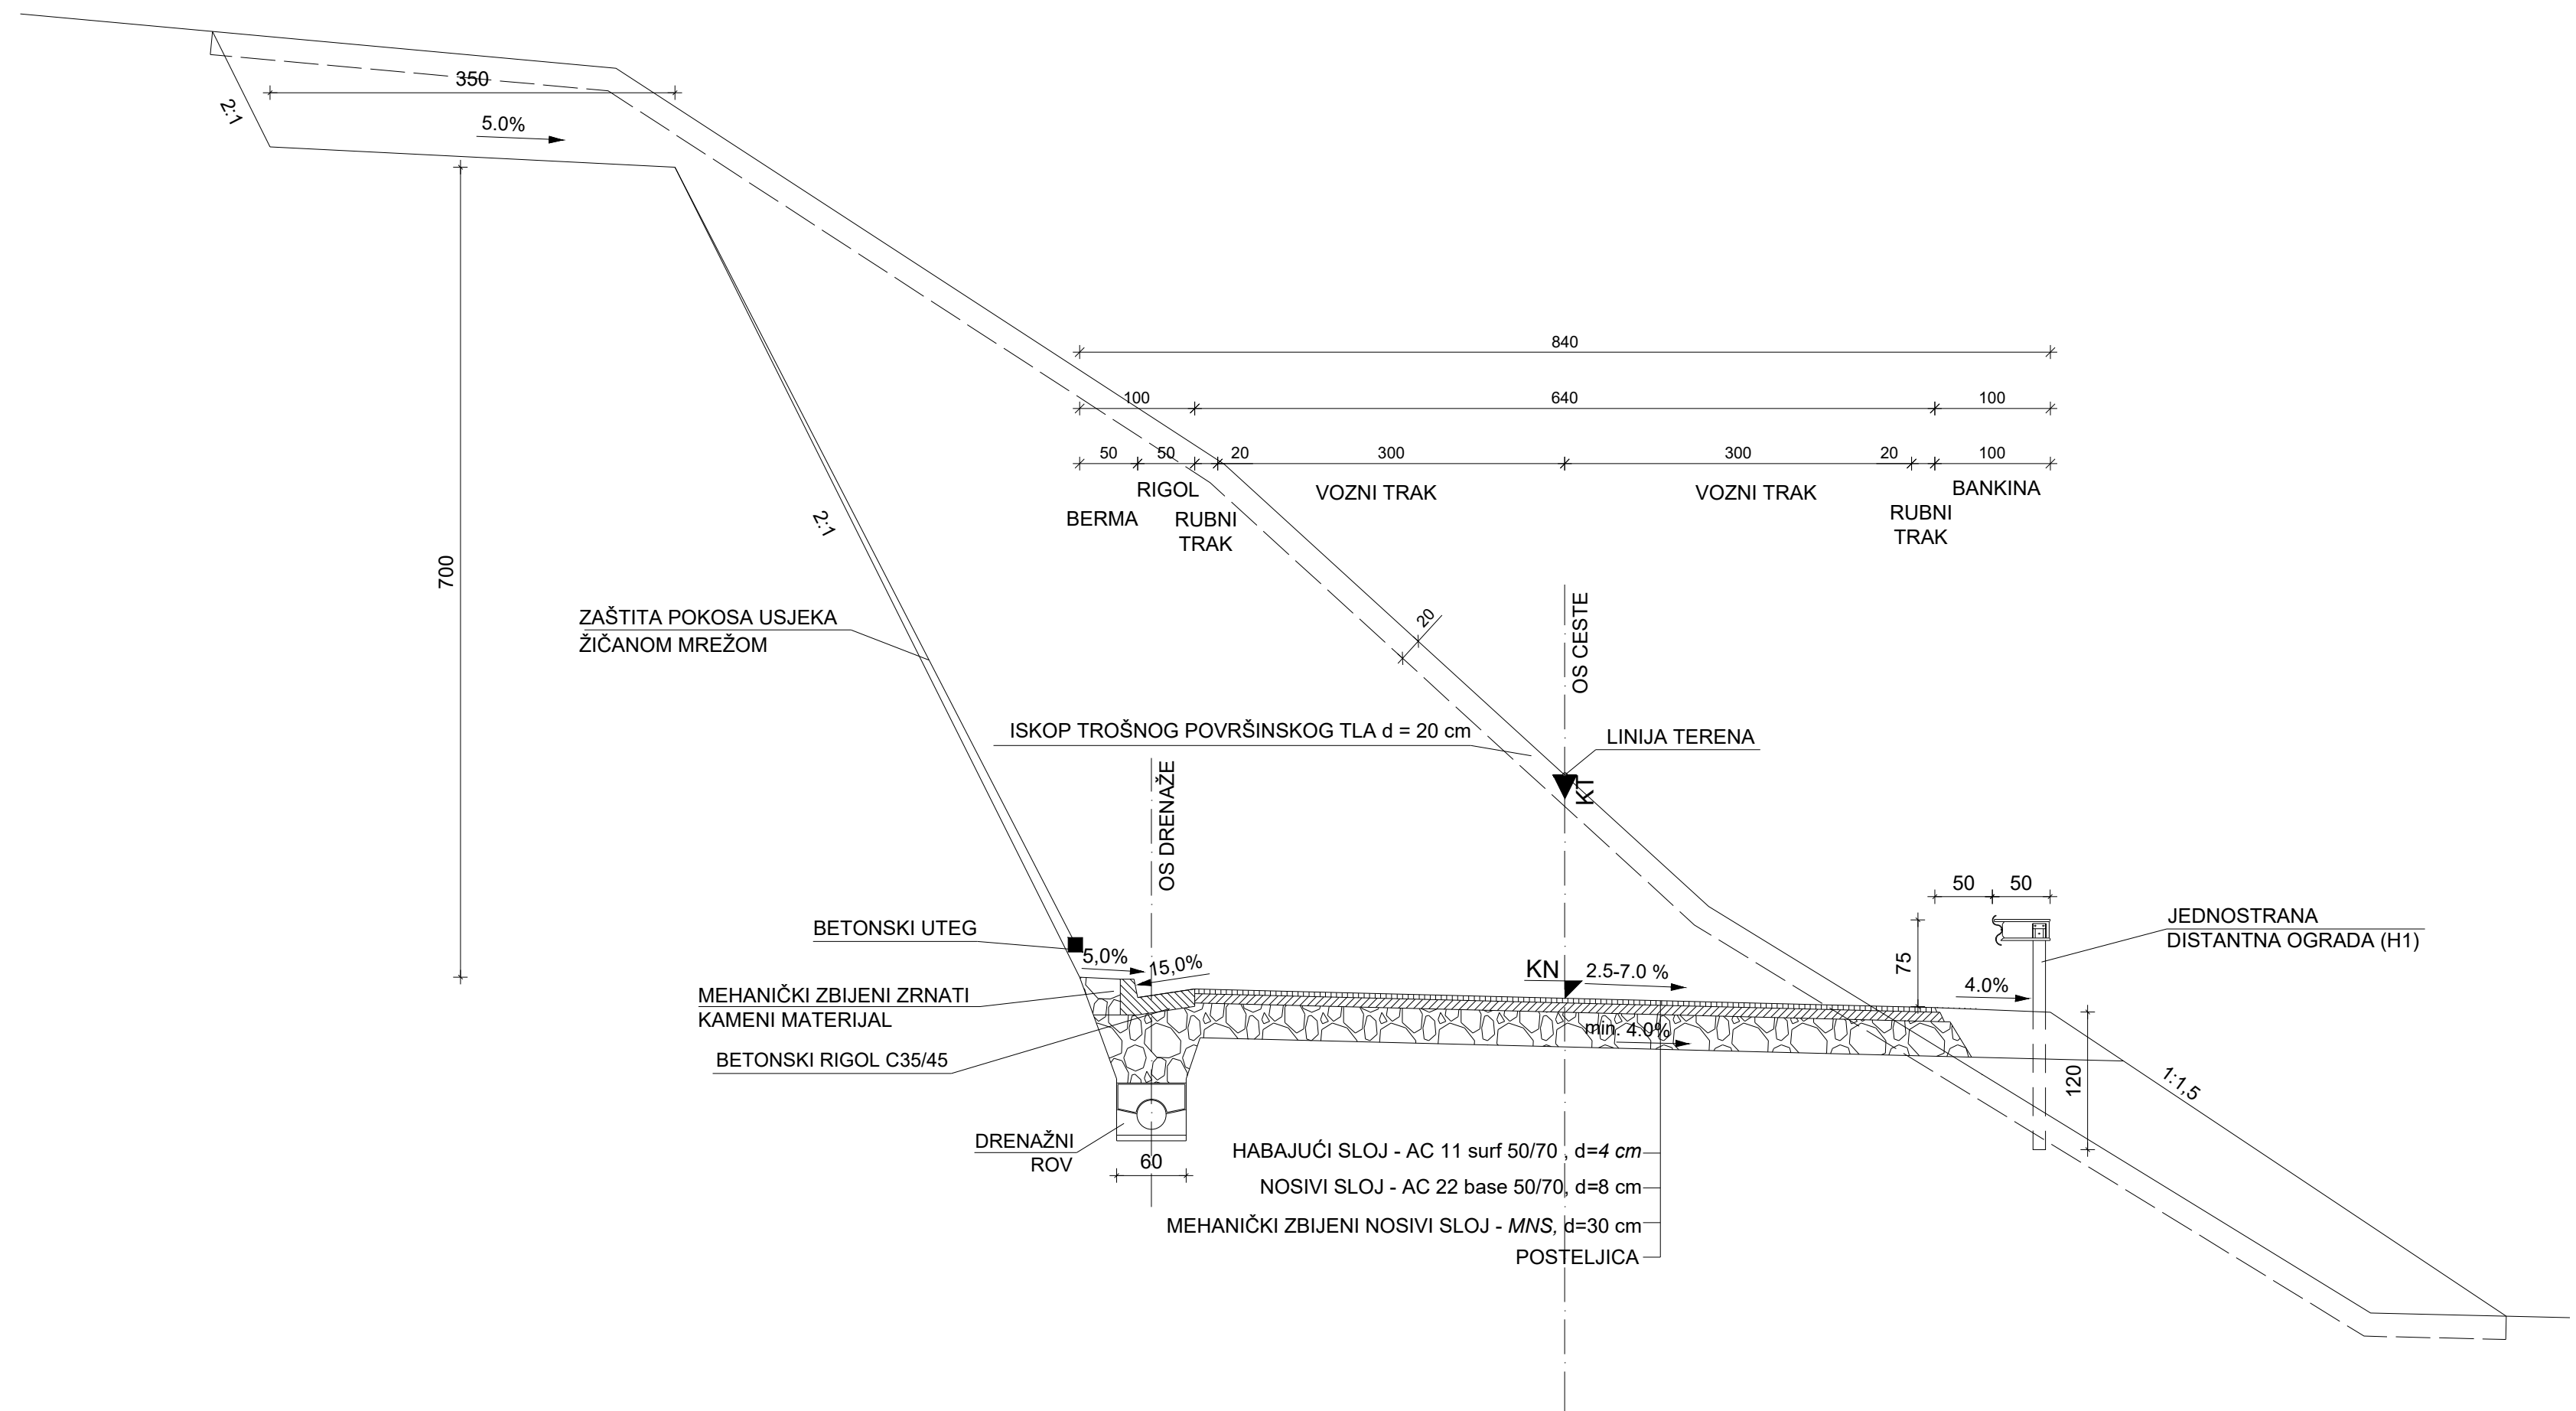 350
2:1
5.0%
840
100
640
100
50
50
20
300
300
20
100
RIGOL
VOZNI TRAK
VOZNI TRAK
BANKINA
BERMA
RUBNI
TRAK
RUBNI
TRAK
2:1
700
ZAŠTITA POKOSA USJEKA
ŽIČANOM MREŽOM
20
OS CESTE
ISKOP TROŠNOG POVRŠINSKOG TLA d = 20 cm
LINIJA TERENA
KT
OS DRENAŽE
50
50
BETONSKI UTEG
JEDNOSTRANA
DISTANTNA OGRADA (H1)
75
5,0%
15,0%
KN
2.5-7.0 %
4.0%
MEHANIČKI ZBIJENI ZRNATI
KAMENI MATERIJAL
min. 4.0%
BETONSKI RIGOL C35/45
120
1:1,5
DRENAŽNI
ROV
60
HABAJUĆI SLOJ - AC 11 surf 50/70 , d=4 cm
NOSIVI SLOJ - AC 22 base 50/70, d=8 cm
MEHANIČKI ZBIJENI NOSIVI SLOJ - MNS, d=30 cm
POSTELJICA